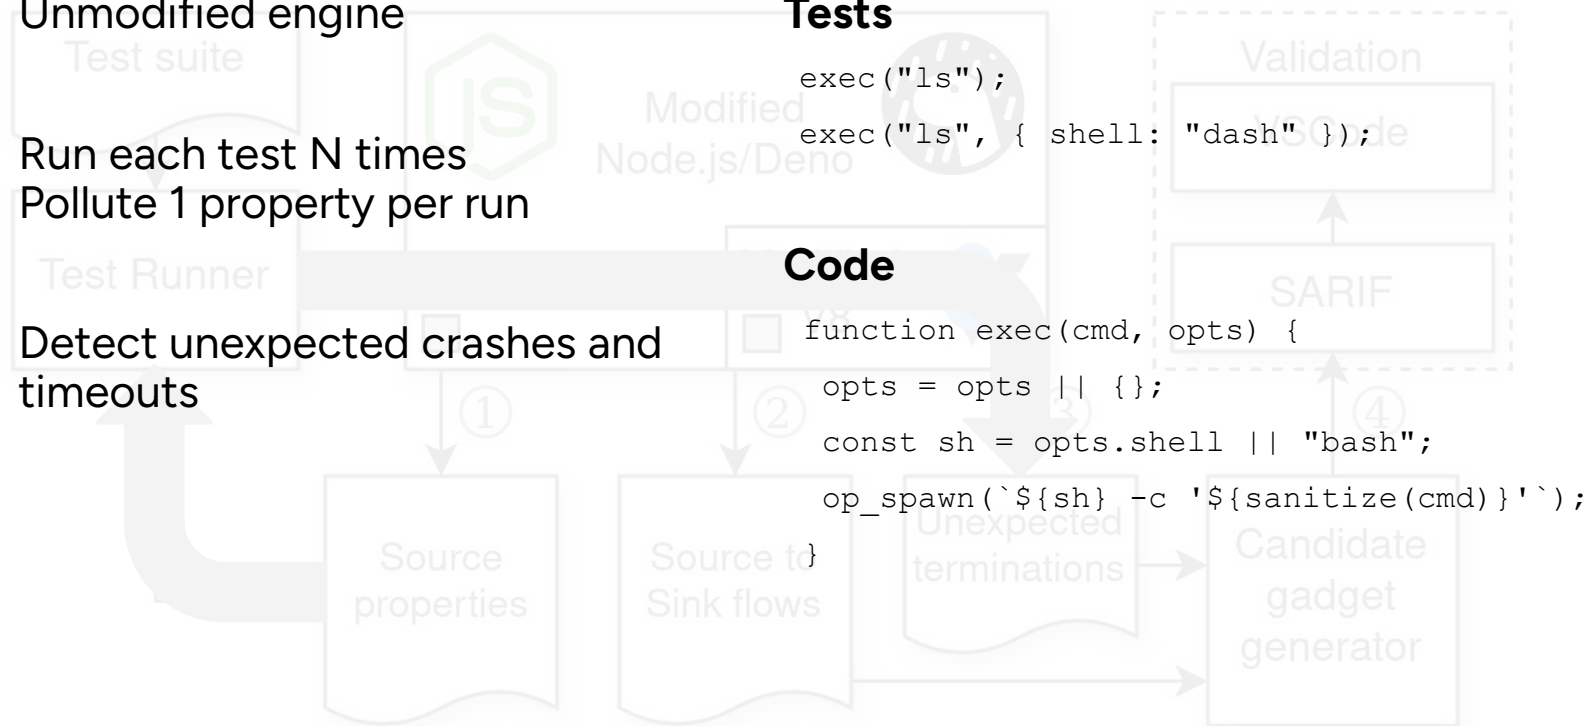 Unmodified engine
Run each test N times
Pollute 1 property per run
Detect unexpected crashes and
timeouts
Tests
exec("ls");
exec("ls", { shell: "dash" });
Code
function exec(cmd, opts) {
opts = opts || {};
const sh = opts.shell || "bash";
op_spawn(`${sh} -c '${sanitize(cmd)}'`);
}
Test suite
Modified
Node.js/Deno
JS
Test Runner
V8
Validation
VSCode
SARIF
①
②
③
④
Source
properties
Source to
Sink flows
Unexpected
terminations
Candidate
gadget
generator